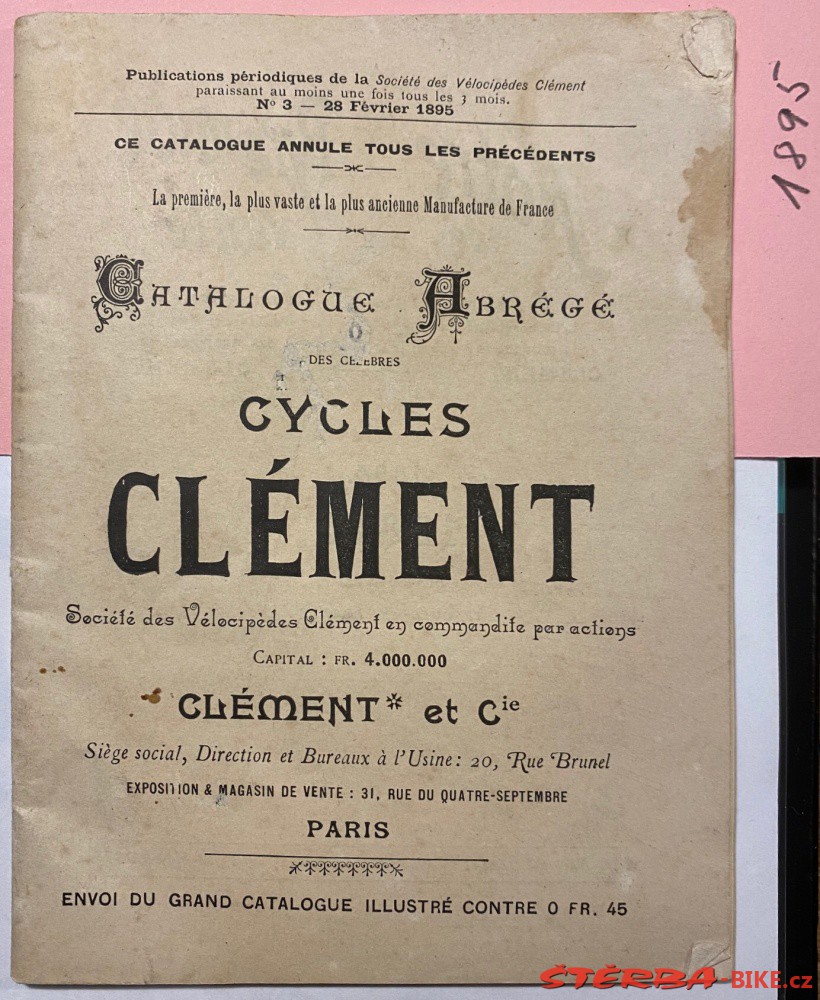 Publications périodiques de la Société des Vélocipèdes Clément
paraissant au moins une fois tous les 3 mois.
Nº 3 — 28 Février 1895
CE CATALOGUE ANNULE TOUS LES PRÉCÉDENTS
La première, la plus vaste et la plus ancienne Manufacture de France
CATALOGUE ABRÉGÉ
DES CÉLÈBRES
CYCLES
CLÉMENT
Société des Vélocipèdes Clément en commandite par actions
CAPITAL : FR. 4.000.000
CLÉMENT* et Cie
Siège social, Direction et Bureaux à l'Usine : 20, Rue Brunel
EXPOSITION & MAGASIN DE VENTE : 31, RUE DU QUATRE-SEPTEMBRE
PARIS
ENVOI DU GRAND CATALOGUE ILLUSTRÉ CONTRE 0 FR. 45
1895
ŠTĚRBA-BIKE.cz